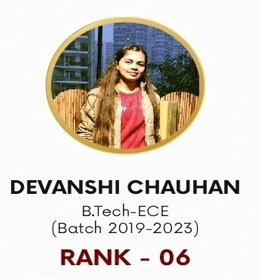 DEVANSHI CHAUHAN
B.Tech-ECE
(Batch 2019-2023)
RANK - 06